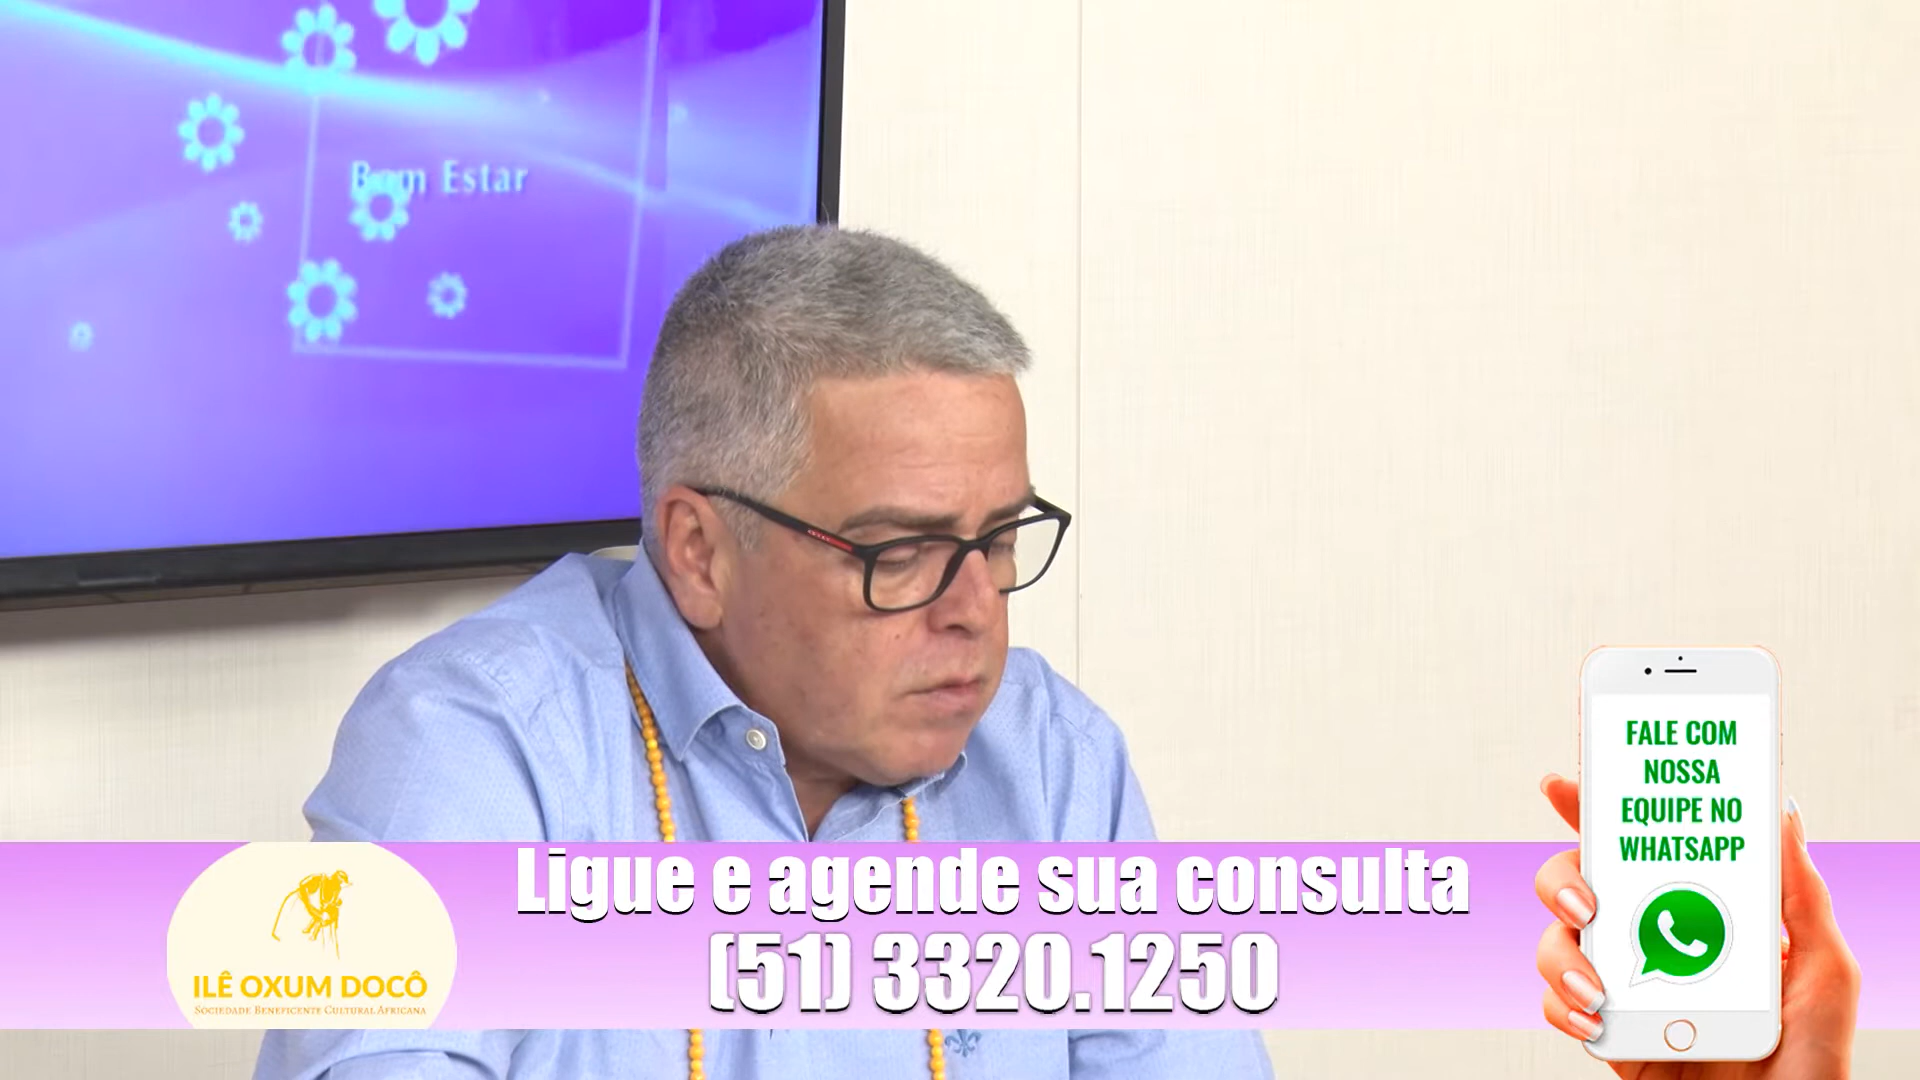 Bem Estar
Ligue e agende sua consulta
(51) 3320.1250
ILÊ OXUM DOCÔ
SOCIEDADE BENEFICENTE CULTURAL AFRICANA
FALE COM
NOSSA
EQUIPE NO
WHATSAPP